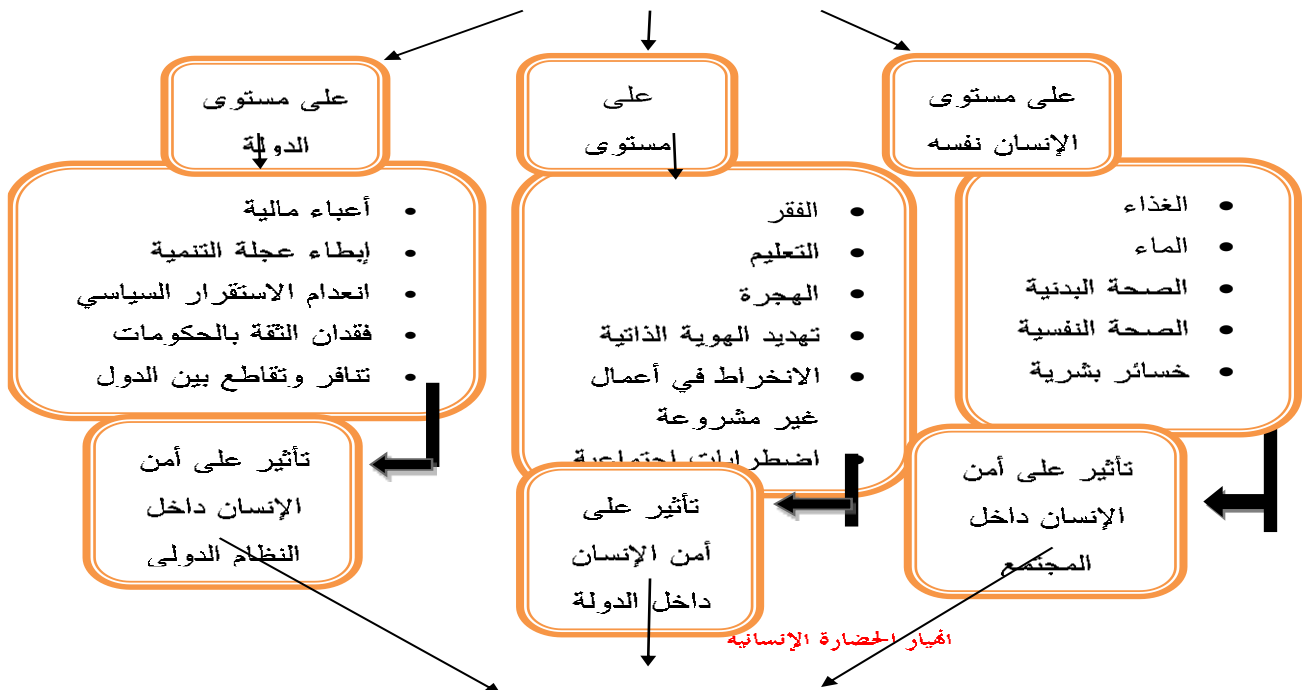 على مستوى
الإنسان نفسه
الغذاء
الماء
الصحة البدنية
الصحة النفسية
خسائر بشرية
تأثير على أمن
الإنسان داخل
المجتمع
على
مستوى
الفقر
التعليم
الهجرة
تهديد الهوية الذاتية
الانخراط في أعمال
غير مشروعة
اضطرابات اجتماعية
تأثير على
أمن الإنسان
داخل الدولة
على مستوى
الدولة
أعباء مالية
إبطاء عجلة التنمية
انعدام الاستقرار السياسي
فقدان الثقة بالحكومات
تنافر وتقاطع بين الدول
تأثير على أمن
الإنسان داخل
النظام الدولي
انهيار الحضارة الإنسانية